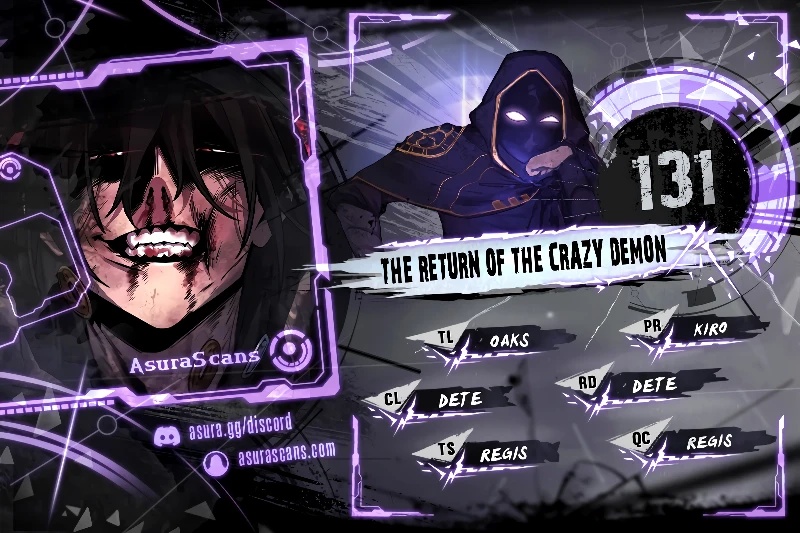 131
THE RETURN OF THE CRAZY DEMON
TL OAKS
PR KIRO
CL DETE
RD DETE
TS REGIS
QC REGIS
AsuraScans
asura.gg/discord
asurascans.com